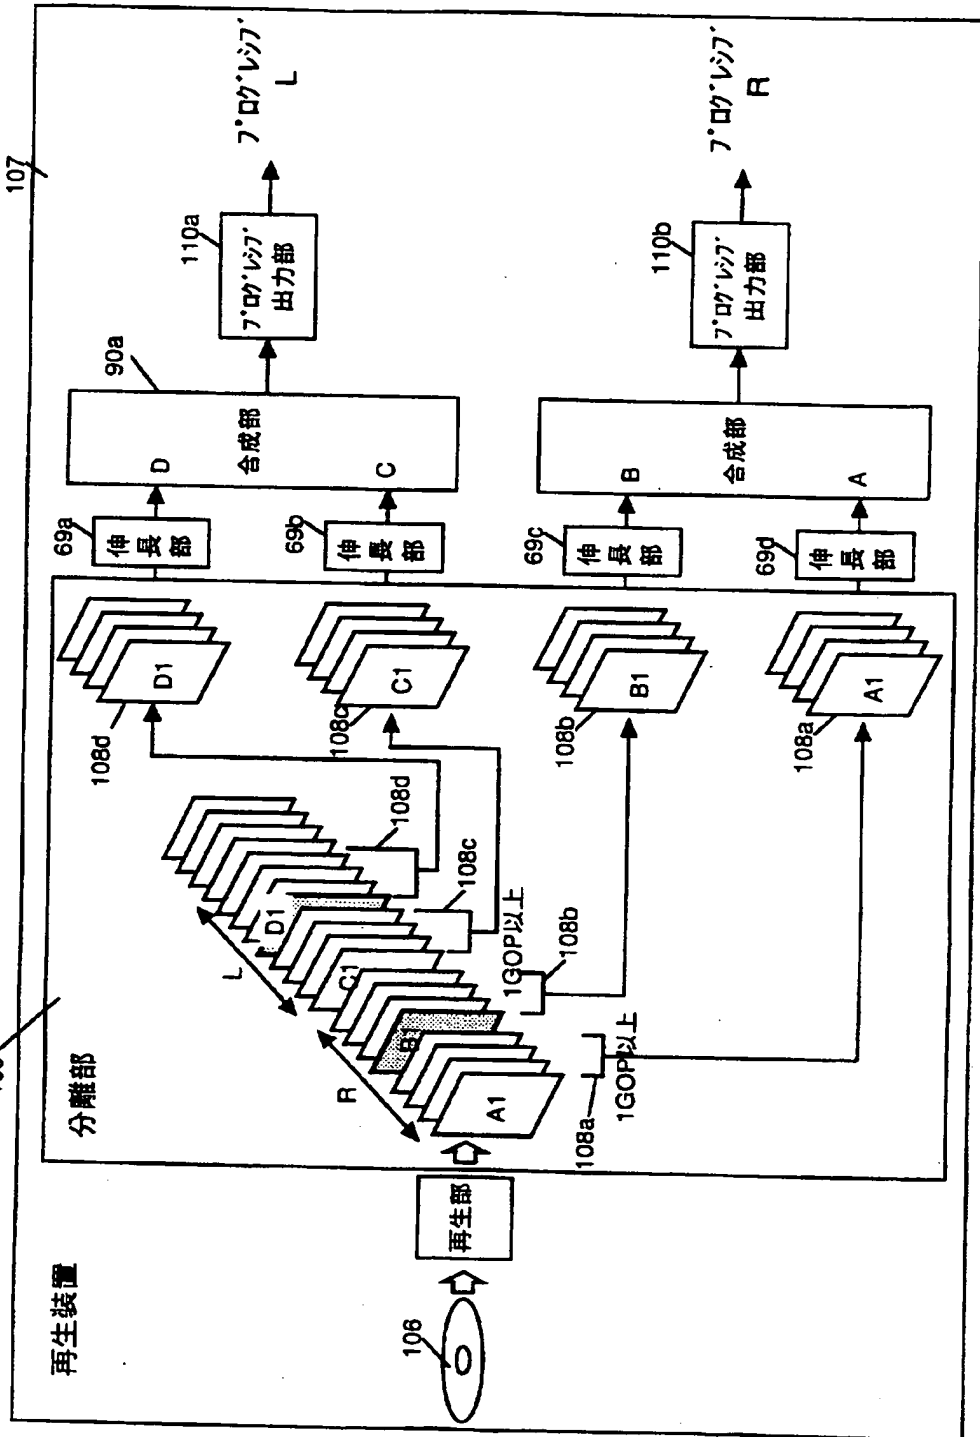 再生装置
107
106
再生部
分離部
A1
B1
C1
D1
R
L
108a
1GOP以上
108b
1GOP以上
108c
108d
108d
D1
108c
C1
108b
B1
108a
A1
69a
伸長部
69b
伸長部
69c
伸長部
69d
伸長部
90a
D
合成部
C
B
合成部
A
110a
プログレシブ
出力部
110b
プログレシブ
出力部
プログレシブ
L
プログレシブ
R